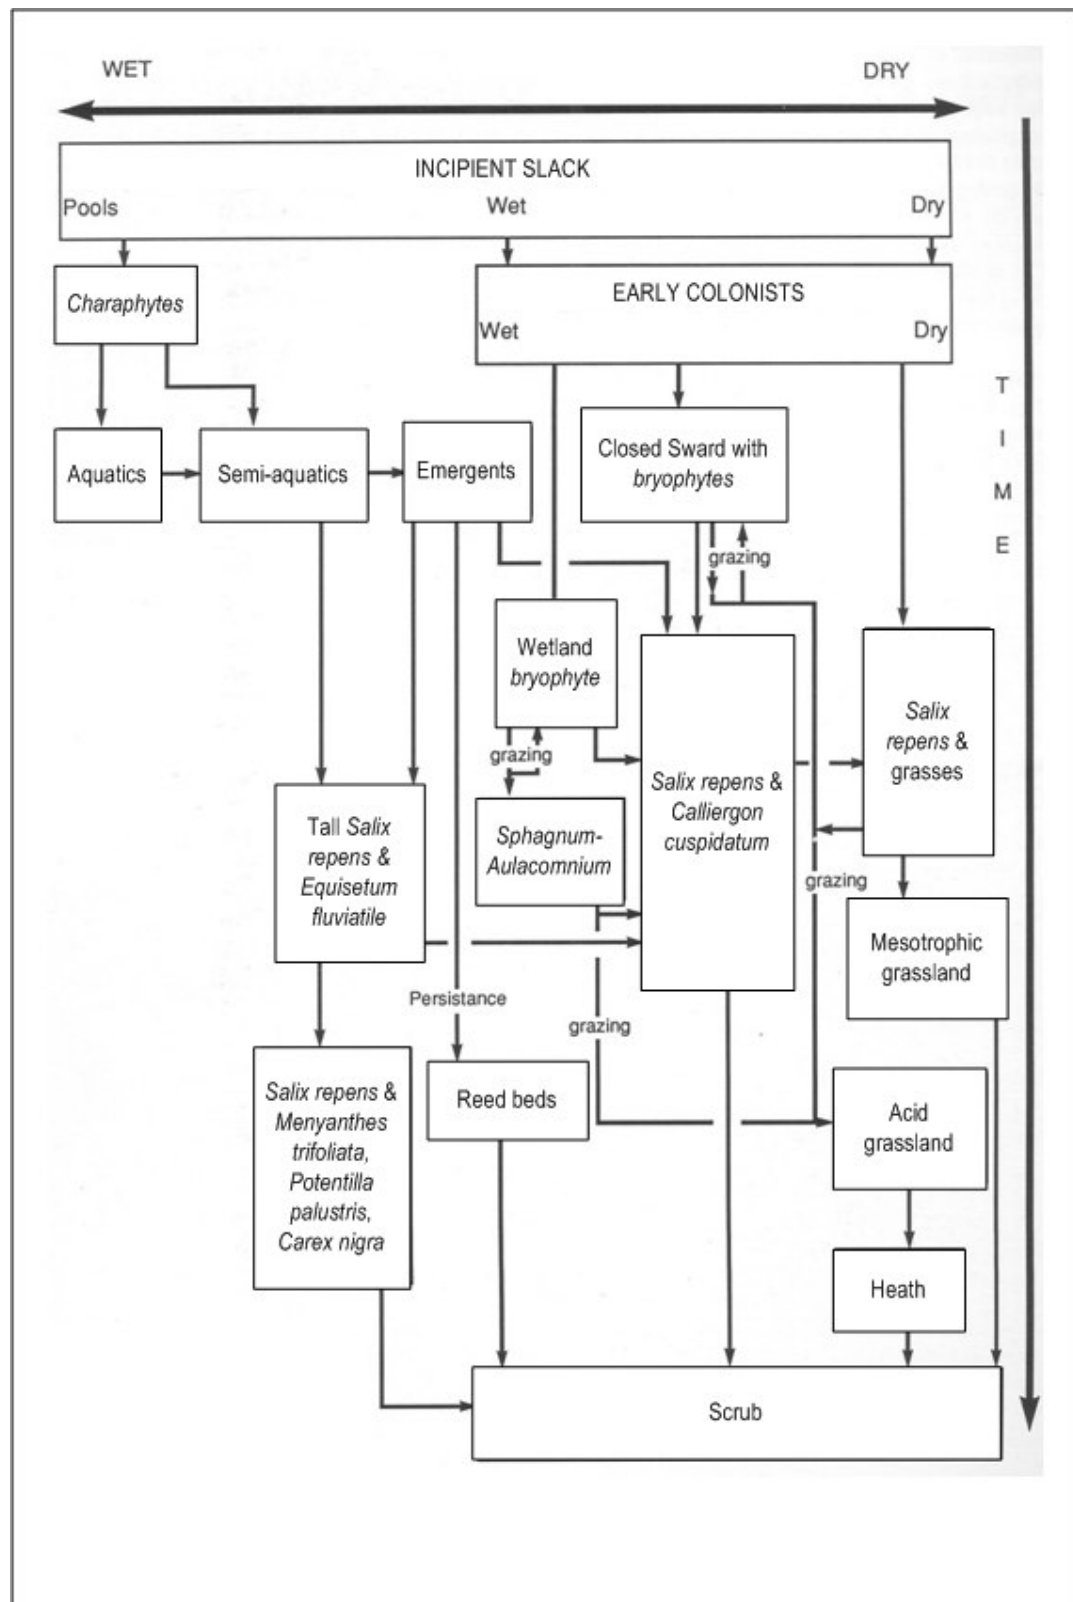 WET
DRY
INCIPIENT SLACK
Pools
Wet
Dry
Charaphytes
EARLY COLONISTS
Wet
Dry
T
I
M
E
Aquatics
Semi-aquatics
Emergents
Closed Sward with
bryophytes
grazing
Wetland
bryophyte
grazing
Salix
repens &
grasses
Salix repens &
Calliergon
cuspidatum
Sphagnum-
Aulacomnium
Tall Salix
repens &
Equisetum
fluviatile
grazing
Mesotrophic
grassland
Persistance
grazing
Salix repens &
Menyanthes
trifoliata,
Potentilla
palustris,
Carex nigra
Reed beds
Acid
grassland
Heath
Scrub